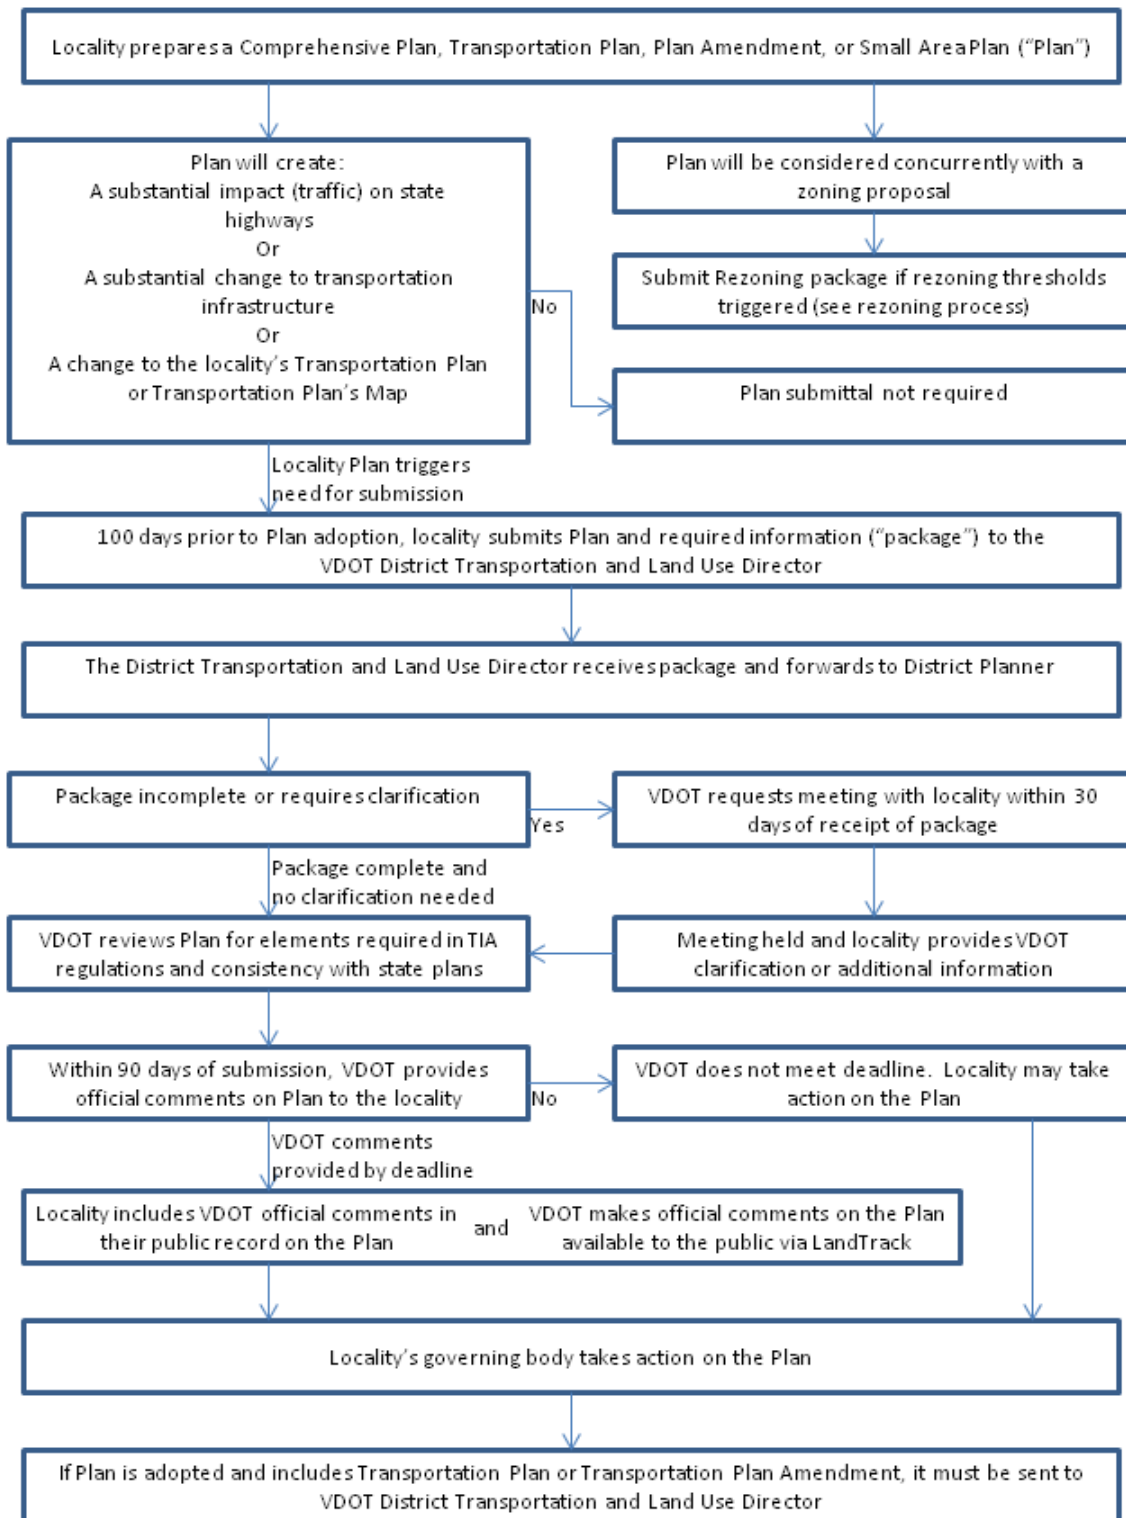 Locality prepares a Comprehensive Plan, Transportation Plan, Plan Amendment, or Small Area Plan (“Plan”)
Plan will create:
A substantial impact (traffic) on state
highways
Or
A substantial change to transportation
infrastructure
Or
A change to the locality’s Transportation Plan
or Transportation Plan’s Map
Plan will be considered concurrently with a
zoning proposal
Submit Rezoning package if rezoning thresholds
triggered (see rezoning process)
No
Plan submittal not required
Locality Plan triggers
need for submission
100 days prior to Plan adoption, locality submits Plan and required information (“package”) to the
VDOT District Transportation and Land Use Director
The District Transportation and Land Use Director receives package and forwards to District Planner
Package incomplete or requires clarification
Yes
VDOT requests meeting with locality within 30
days of receipt of package
Package complete and
no clarification needed
VDOT reviews Plan for elements required in TIA
regulations and consistency with state plans
Meeting held and locality provides VDOT
clarification or additional information
Within 90 days of submission, VDOT provides
official comments on Plan to the locality
No
VDOT does not meet deadline. Locality may take
action on the Plan
VDOT comments
provided by deadline
Locality includes VDOT official comments in
their public record on the Plan
and
VDOT makes official comments on the Plan
available to the public via LandTrack
Locality’s governing body takes action on the Plan
If Plan is adopted and includes Transportation Plan or Transportation Plan Amendment, it must be sent to
VDOT District Transportation and Land Use Director